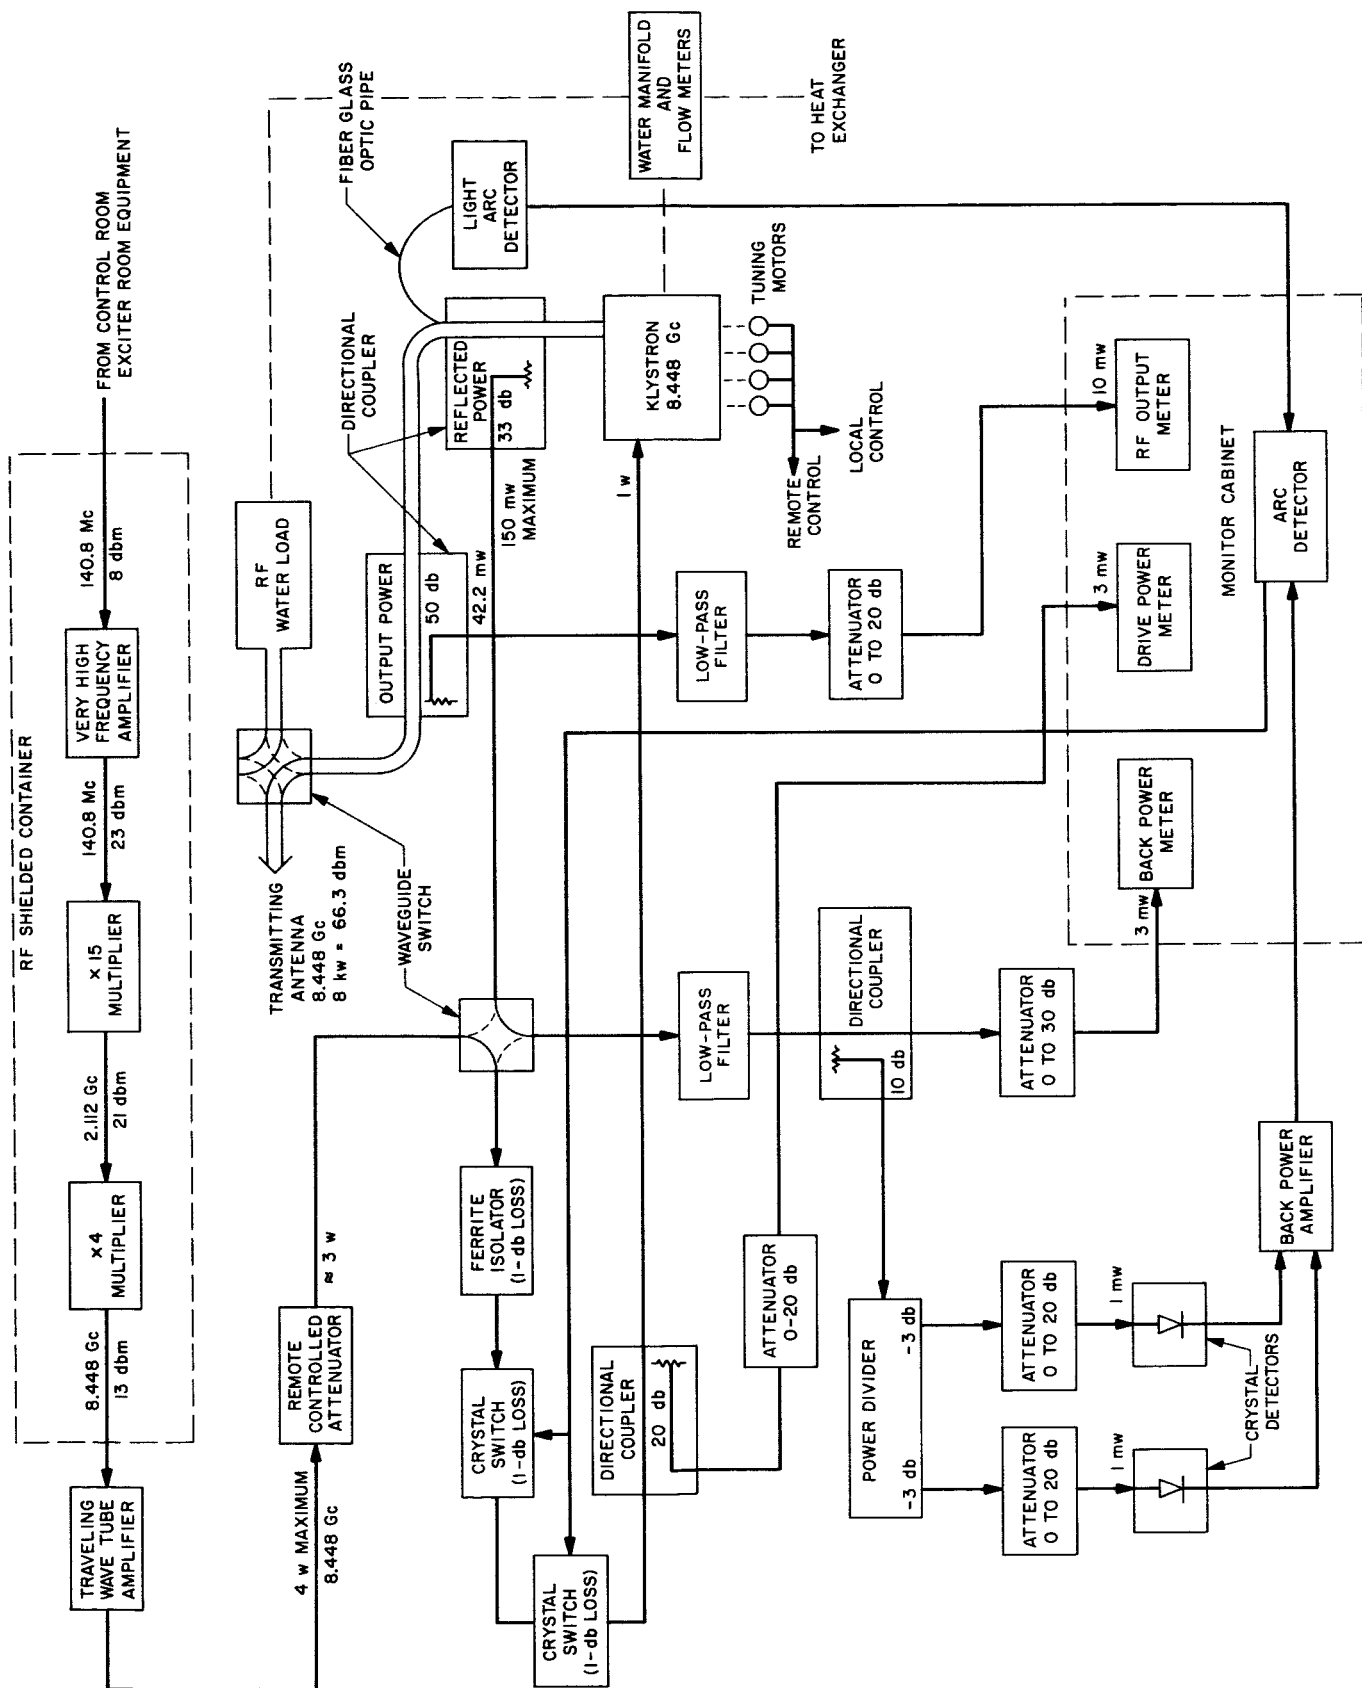 RF SHIELDED CONTAINER
FROM CONTROL ROOM
EXCITER ROOM EQUIPMENT
140.8 Mc
8 dbm
VERY HIGH
FREQUENCY
AMPLIFIER
140.8 Mc
23 dbm
× 15
MULTIPLIER
2.112 Gc
21 dbm
×4
MULTIPLIER
8.448 Gc
13 dbm
TRAVELING
WAVE TUBE
AMPLIFIER
4 w MAXIMUM
8.448 Gc
REMOTE
CONTROLLED
ATTENUATOR
≈ 3 w
TRANSMITTING
ANTENNA
8.448 Gc
8 kw = 66.3 dbm
WAVEGUIDE
SWITCH
RF
WATER LOAD
FIBER GLASS
OPTIC PIPE
DIRECTIONAL
COUPLER
OUTPUT POWER
50 db
42.2 mw
REFLECTED
POWER
33 db
150 mw
MAXIMUM
LIGHT
ARC
DETECTOR
WATER MANIFOLD
AND
FLOW METERS
TO HEAT
EXCHANGER
KLYSTRON
8.448 Gc
1 w
TUNING
MOTORS
REMOTE
CONTROL
LOCAL
CONTROL
FERRITE
ISOLATOR
(1-db LOSS)
CRYSTAL
SWITCH
(1-db LOSS)
CRYSTAL
SWITCH
(1-db LOSS)
DIRECTIONAL
COUPLER
20 db
LOW-PASS
FILTER
LOW-PASS
FILTER
ATTENUATOR
0 TO 20 db
ATTENUATOR
0-20 db
DIRECTIONAL
COUPLER
10 db
POWER DIVIDER
-3 db
-3 db
ATTENUATOR
0 TO 30 db
ATTENUATOR
0 TO 20 db
ATTENUATOR
0 TO 20 db
1 mw
1 mw
CRYSTAL
DETECTORS
BACK POWER
AMPLIFIER
3 mw
BACK POWER
METER
3 mw
DRIVE POWER
METER
10 mw
RF OUTPUT
METER
MONITOR CABINET
ARC
DETECTOR